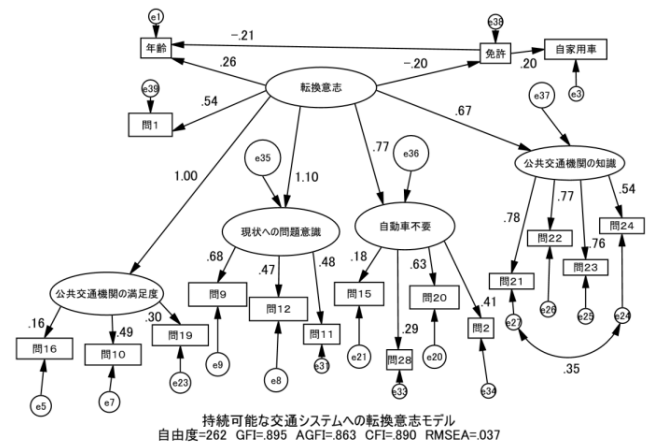 e1
e38
年齢
-.21
免許
自家用車
.26
-.20
.20
e39
転換意志
e3
e37
.54
問1
.67
公共交通機関の知識
e35
.77
e36
1.00
1.10
.54
.77
.78
問24
現状への問題意識
自動車不要
問22
.76
.68
.47
.48
.18
.63
問21
問23
公共交通機関の満足度
問9
問12
問15
問20
e26
e25
e24
.16
.49
.30
問11
.29
.41
問2
e27
問16
問10
問19
e21
問28
e20
.35
e9
e8
e31
e5
e7
e23
e33
e34
持続可能な交通システムへの転換意志モデル
自由度=262 GFI=.895 AGFI=.863 CFI=.890 RMSEA=.037